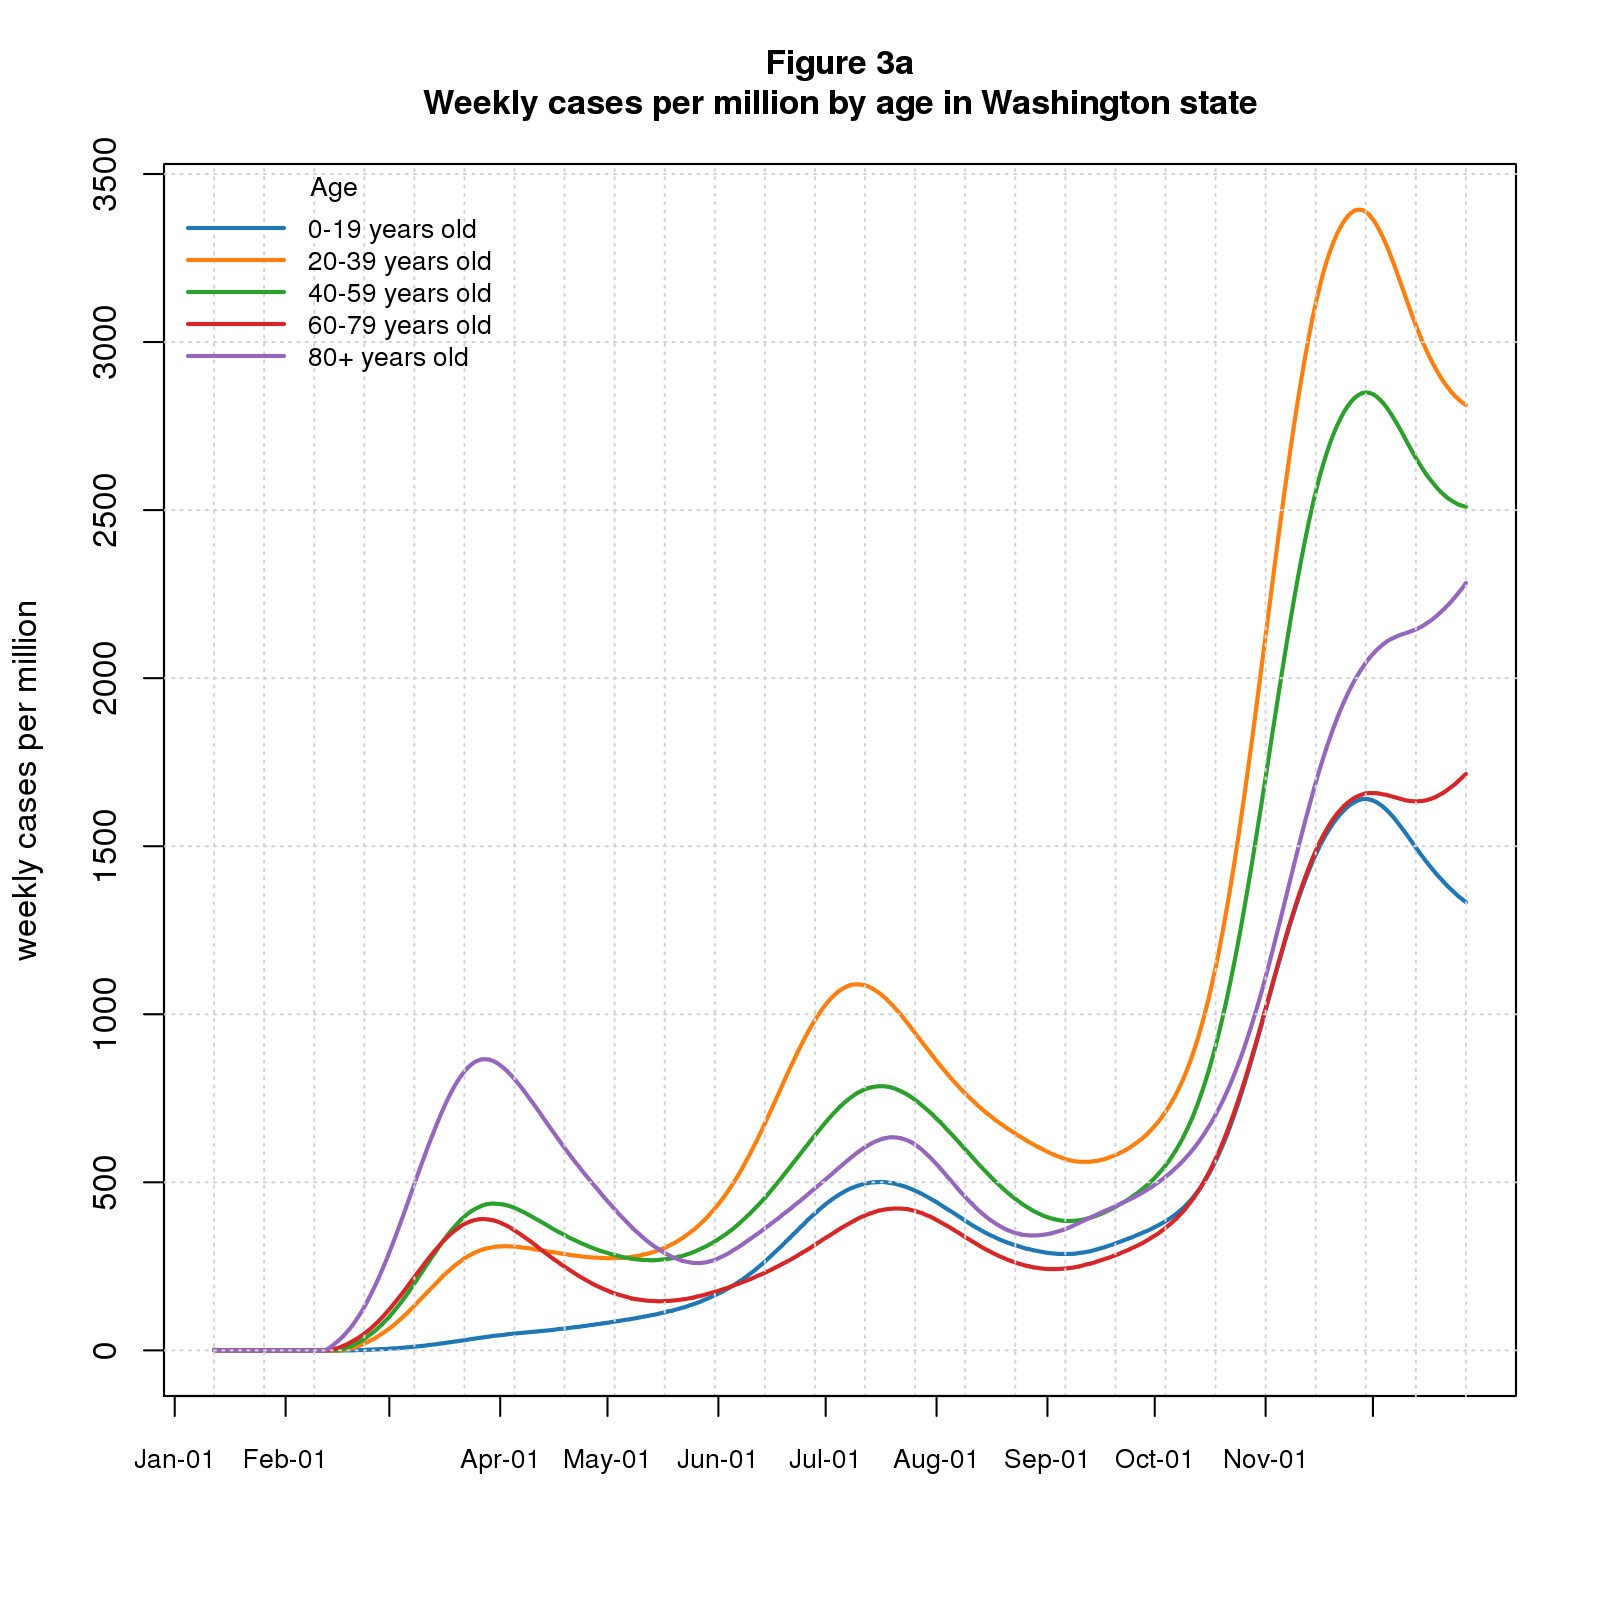 Figure 3a
Weekly cases per million by age in Washington state
Age
0-19 years old
20-39 years old
40-59 years old
60-79 years old
80+ years old
weekly cases per million
3500
3000
2500
2000
1500
1000
500
0
Jan-01 Feb-01 Apr-01 May-01 Jun-01 Jul-01 Aug-01 Sep-01 Oct-01 Nov-01